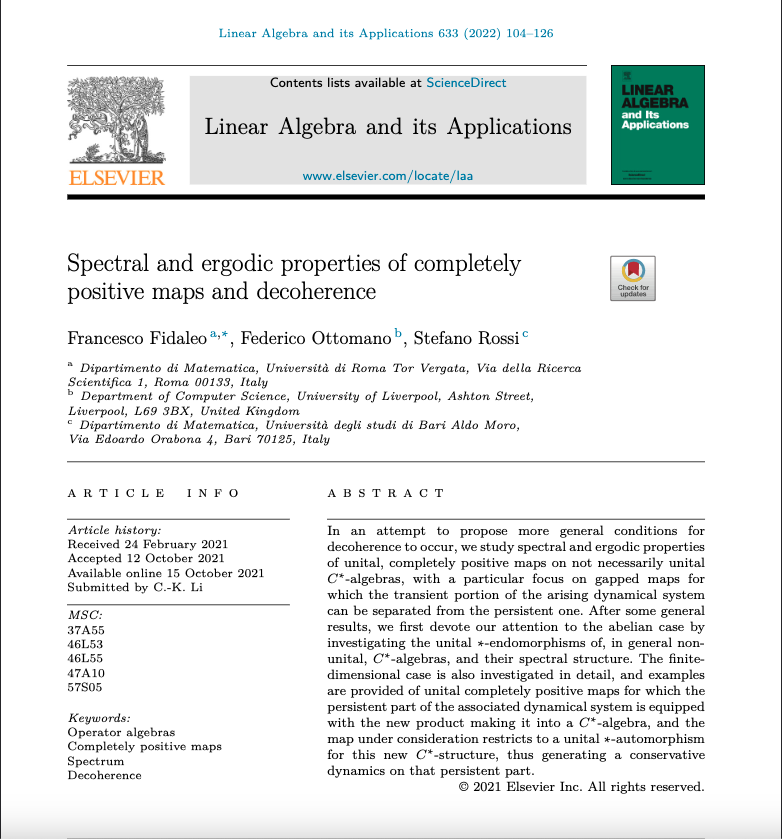 Linear Algebra and its Applications 633 (2022) 104–126
Contents lists available at ScienceDirect
Linear Algebra and its Applications
www.elsevier.com/locate/laa
ELSEVIER
LINEAR
ALGEBRA
and Its
Applications
Spectral and ergodic properties of completely
positive maps and decoherence
Check for
updates
Francesco Fidaleo a,*, Federico Ottomano b, Stefano Rossi c
a Dipartimento di Matematica, Università di Roma Tor Vergata, Via della Ricerca
Scientifica 1, Roma 00133, Italy
b Department of Computer Science, University of Liverpool, Ashton Street,
Liverpool, L69 3BX, United Kingdom
c Dipartimento di Matematica, Università degli studi di Bari Aldo Moro,
Via Edoardo Orabona 4, Bari 70125, Italy
ARTICLE INFO
Article history:
Received 24 February 2021
Accepted 12 October 2021
Available online 15 October 2021
Submitted by C.-K. Li
MSC:
37A55
46L53
46L55
47A10
57S05
Keywords:
Operator algebras
Completely positive maps
Spectrum
Decoherence
ABSTRACT
In an attempt to propose more general conditions for
decoherence to occur, we study spectral and ergodic properties
of unital, completely positive maps on not necessarily unital
C*-algebras, with a particular focus on gapped maps for
which the transient portion of the arising dynamical system
can be separated from the persistent one. After some general
results, we first devote our attention to the abelian case by
investigating the unital *-endomorphisms of, in general non-
unital, C*-algebras, and their spectral structure. The finite-
dimensional case is also investigated in detail, and examples
are provided of unital completely positive maps for which the
persistent part of the associated dynamical system is equipped
with the new product making it into a C*-algebra, and the
map under consideration restricts to a unital *-automorphism
for this new C*-structure, thus generating a conservative
dynamics on that persistent part.
© 2021 Elsevier Inc. All rights reserved.